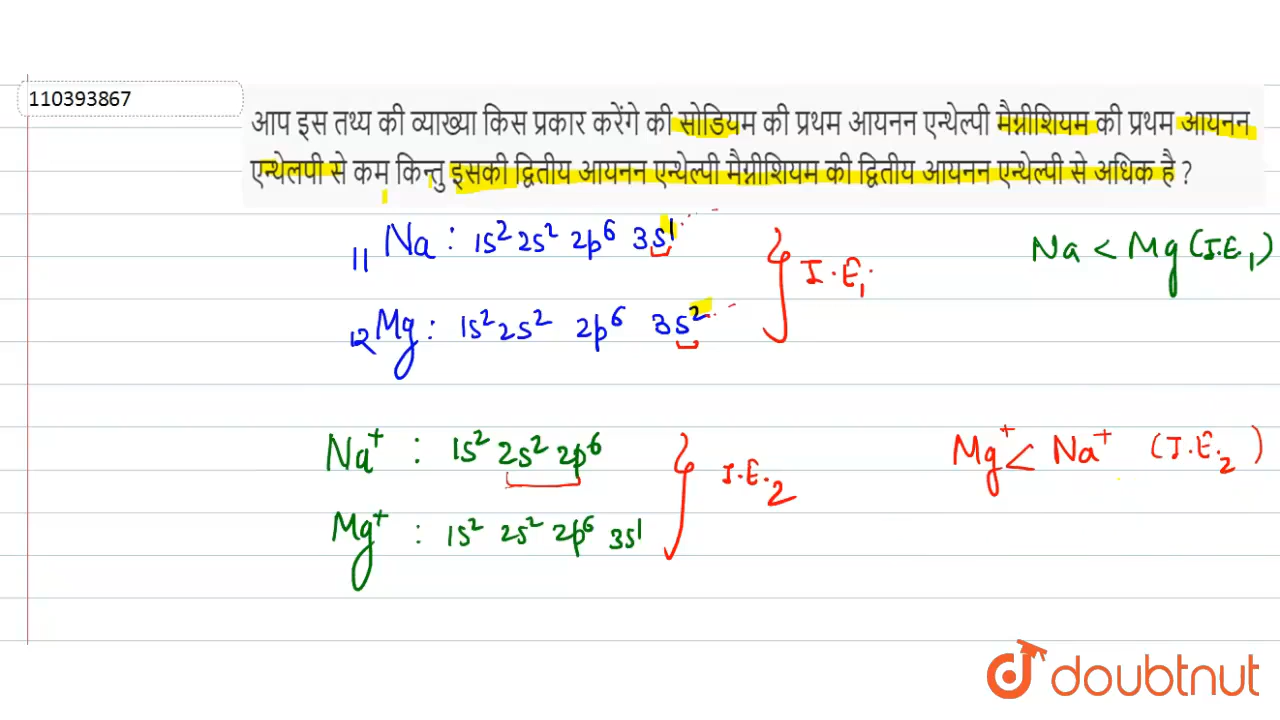 110393867
आप इस तथ्य की व्याख्या किस प्रकार करेंगे की सोडियम की प्रथम आयनन एन्थेल्पी मैग्नीशियम की प्रथम आयनन
एन्थेलपी से कम किन्तु इसकी द्वितीय आयनन एन्थेल्पी मैग्नीशियम की द्वितीय आयनन एन्थेल्पी से अधिक है ?
₁₁Na : 1s² 2s² 2p⁶ 3s¹
I.E₁.
Na < Mg (I.E₁)
₁₂Mg : 1s² 2s² 2p⁶ 3s²
Na⁺ : 1s² 2s² 2p⁶
I.E.₂
Mg⁺ < Na⁺ (I.E.₂)
Mg⁺ : 1s² 2s² 2p⁶ 3s¹
doubtnut